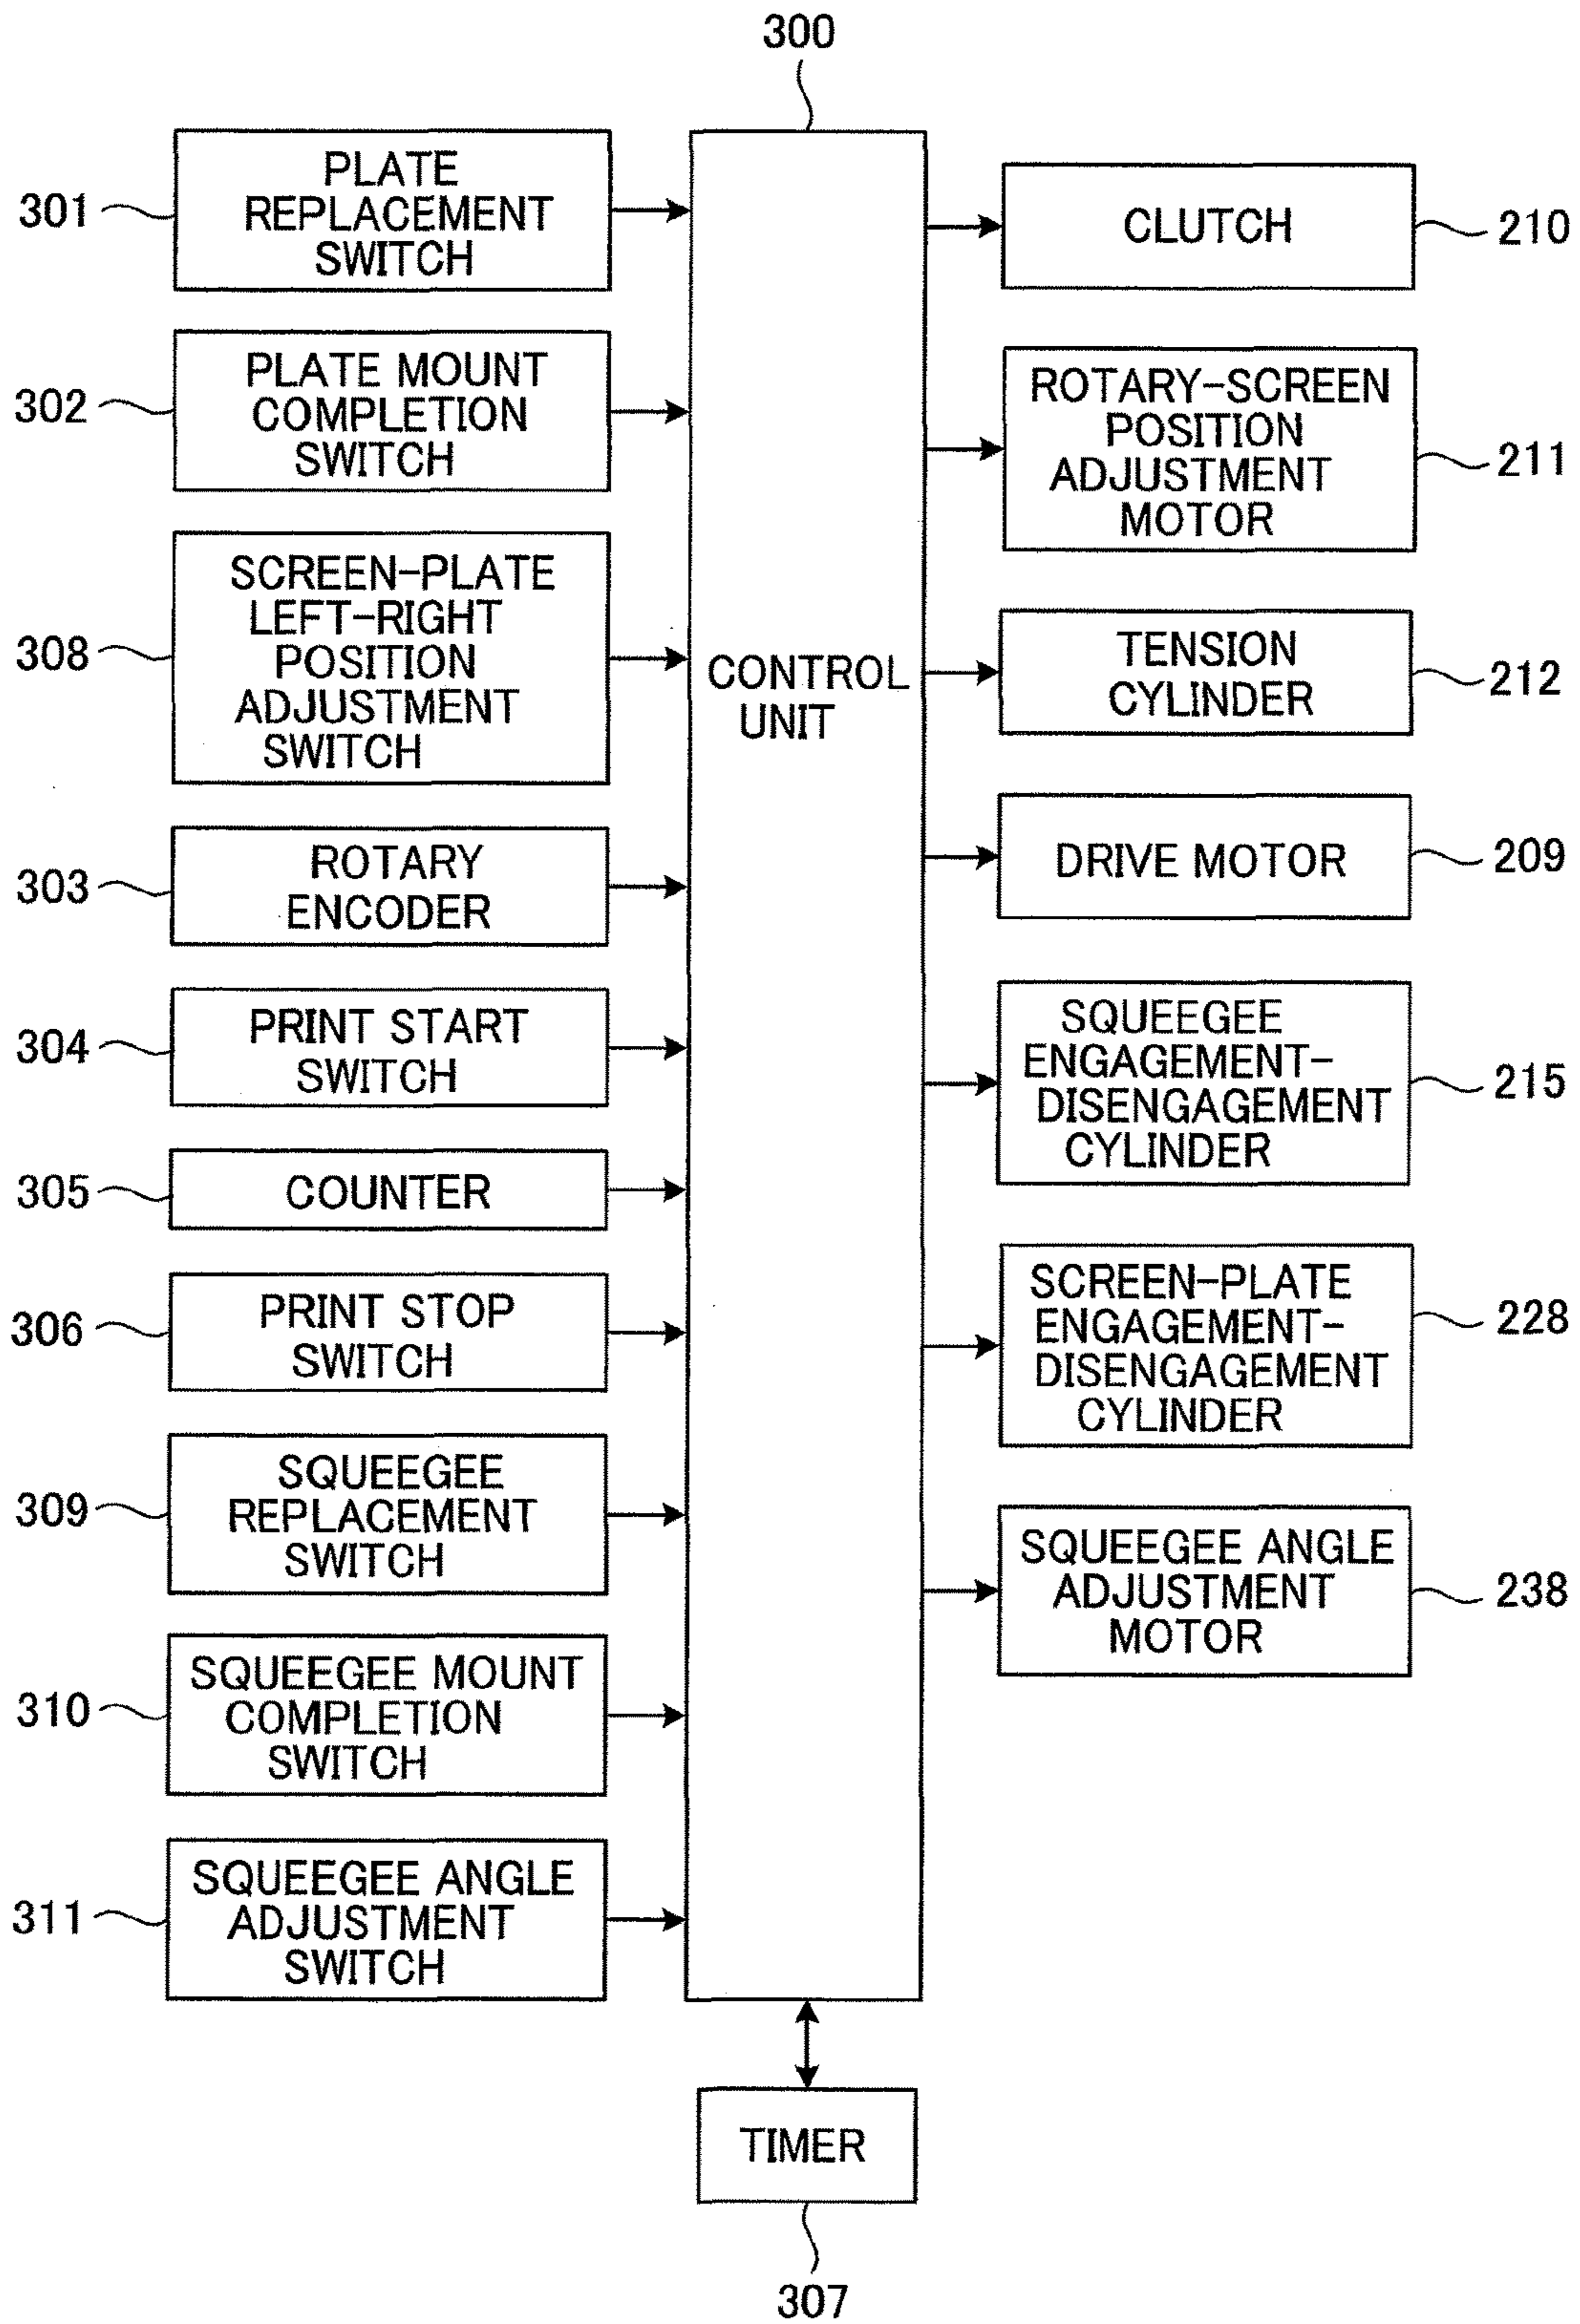 300
301
PLATE
REPLACEMENT
SWITCH
302
PLATE MOUNT
COMPLETION
SWITCH
308
SCREEN-PLATE
LEFT-RIGHT
POSITION
ADJUSTMENT
SWITCH
303
ROTARY
ENCODER
304
PRINT START
SWITCH
305
COUNTER
306
PRINT STOP
SWITCH
309
SQUEEGEE
REPLACEMENT
SWITCH
310
SQUEEGEE MOUNT
COMPLETION
SWITCH
311
SQUEEGEE ANGLE
ADJUSTMENT
SWITCH
CONTROL
UNIT
CLUTCH
210
ROTARY-SCREEN
POSITION
ADJUSTMENT
MOTOR
211
TENSION
CYLINDER
212
DRIVE MOTOR
209
SQUEEGEE
ENGAGEMENT-
DISENGAGEMENT
CYLINDER
215
SCREEN-PLATE
ENGAGEMENT-
DISENGAGEMENT
CYLINDER
228
SQUEEGEE ANGLE
ADJUSTMENT
MOTOR
238
TIMER
307